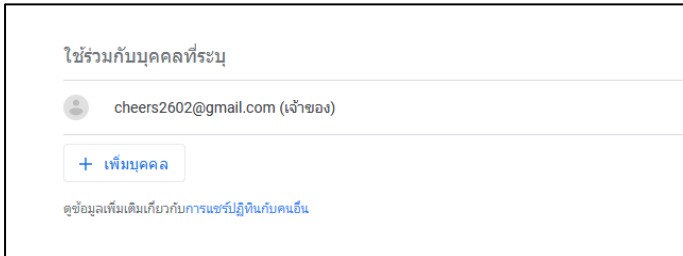 ใช้ร่วมกับบุคคลที่ระบุ
cheers2602@gmail.com (เจ้าของ)
+ เพิ่มบุคคล
ดูข้อมูลเพิ่มเติมเกี่ยวกับการแชร์ปฏิทินกับคนอื่น